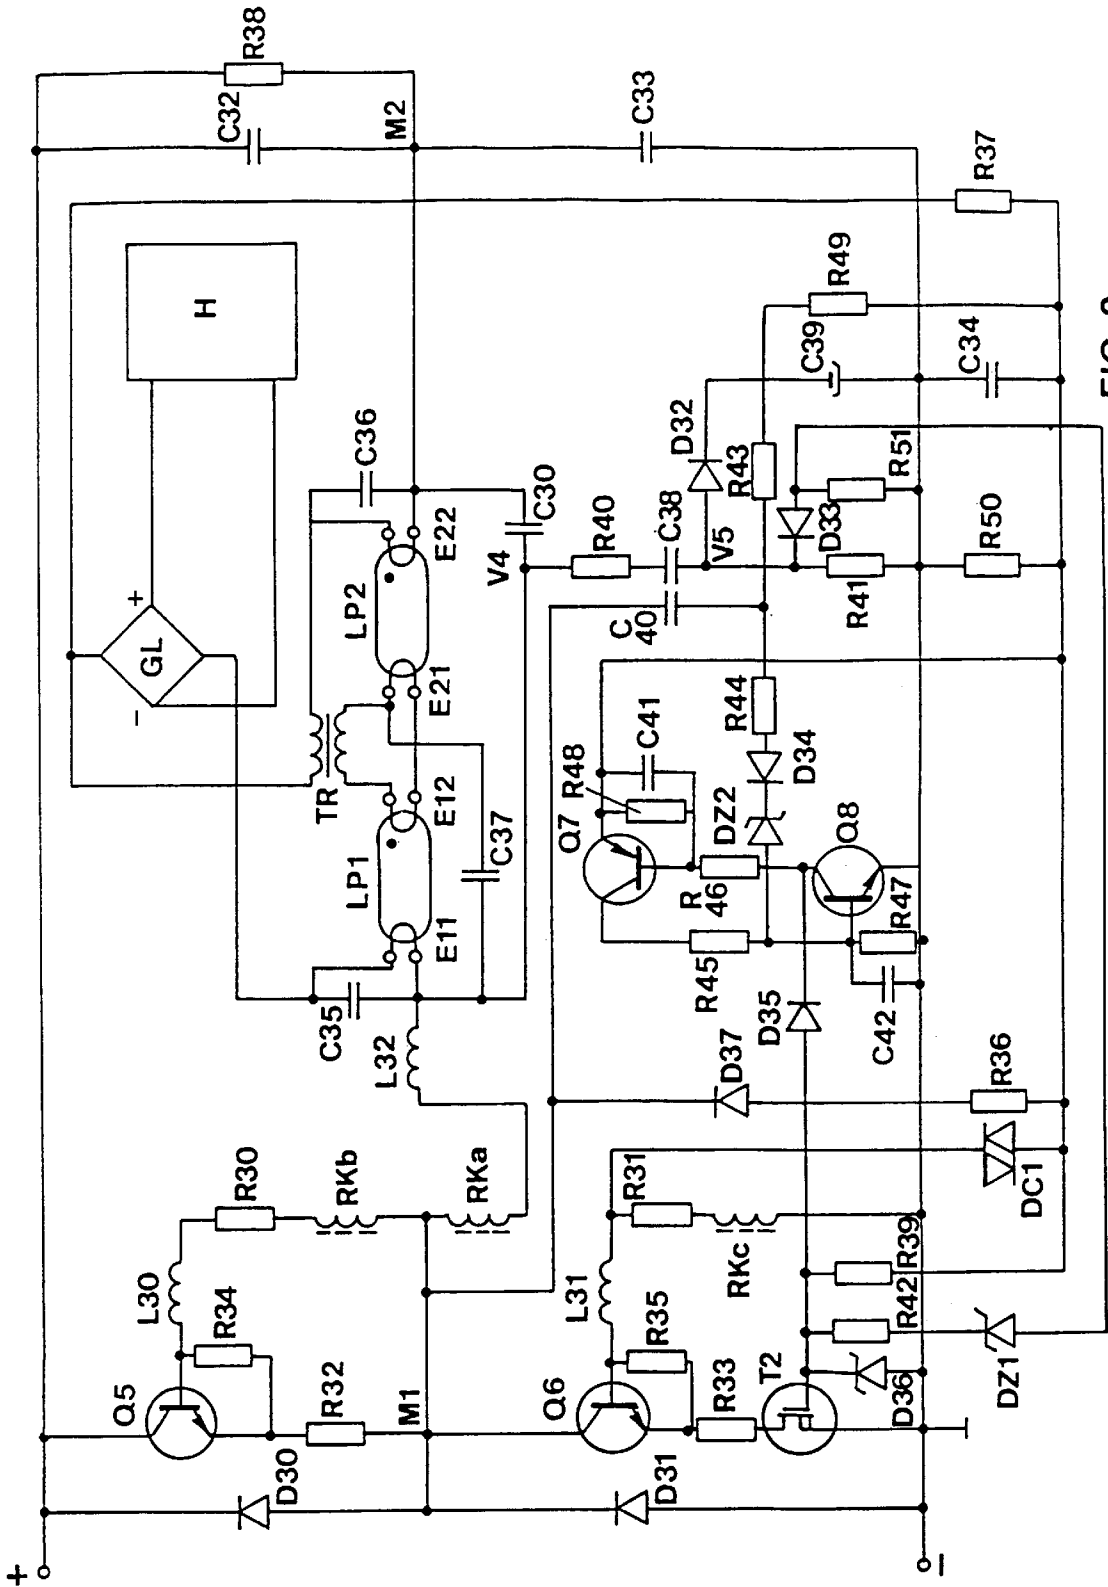 +
Q5
L30
R34
R30
R38
C32
D30
R32
RKb
GL
+
−
H
M1
RKa
L32
C35
LP1
E11
TR
E12
LP2
E21
C36
E22
M2
C37
V4
C30
Q6
L31
R35
R31
Q7
R48
C41
C
40
R40
C38
D32
C33
D31
R33
RKc
D37
R45
R
46
DZ2
R44
V5
R43
T2
D35
D34
C39
R49
D36
R42
R39
C42
R47
Q8
R41
D33
R51
−
DZ1
DC1
R36
R50
C34
R37
FIG.